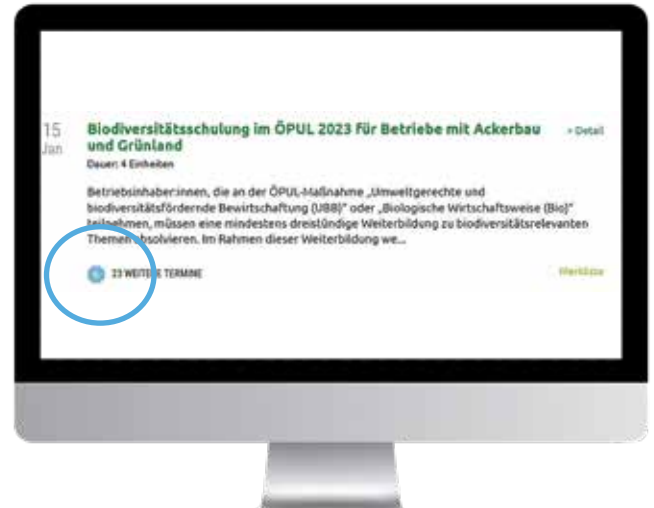 15
Jan
Biodiversitätsschulung im ÖPUL 2023 für Betriebe mit Ackerbau
und Grünland
» Detail
Dauer: 4 Einheiten
Betriebsinhaber:innen, die an der ÖPUL-Maßnahme „Umweltgerechte und
biodiversitätsfördernde Bewirtschaftung (UBB)" oder „Biologische Wirtschaftsweise (Bio)"
teilnehmen, müssen eine mindestens dreistündige Weiterbildung zu biodiversitätsrelevanten
Themen absolvieren. Im Rahmen dieser Weiterbildung we...
23 WEITERE TERMINE
Merkliste